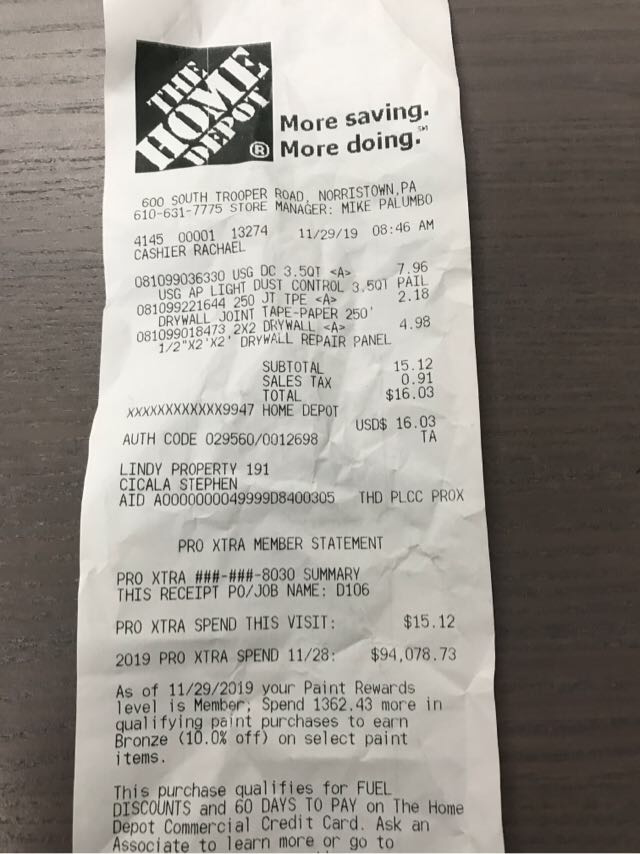 THE
HOME
DEPOT
®
More saving.
More doing.℠
600 SOUTH TROOPER ROAD, NORRISTOWN,PA
610-631-7775 STORE MANAGER: MIKE PALUMBO
4145 00001 13274 11/29/19 08:46 AM
CASHIER RACHAEL
081099036330 USG DC 3.5QT <A> 7.96
USG AP LIGHT DUST CONTROL 3.5QT PAIL
081099221644 250 JT TPE <A> 2.18
DRYWALL JOINT TAPE-PAPER 250'
081099018473 2X2 DRYWALL <A> 4.98
1/2"X2'X2' DRYWALL REPAIR PANEL
SUBTOTAL 15.12
SALES TAX 0.91
TOTAL $16.03
XXXXXXXXXXXX9947 HOME DEPOT
USD$ 16.03
AUTH CODE 029560/0012698 TA
LINDY PROPERTY 191
CICALA STEPHEN
AID A0000000049999D8400305 THD PLCC PROX
PRO XTRA MEMBER STATEMENT
PRO XTRA ###-###-8030 SUMMARY
THIS RECEIPT PO/JOB NAME: D106
PRO XTRA SPEND THIS VISIT: $15.12
2019 PRO XTRA SPEND 11/28: $94,078.73
As of 11/29/2019 your Paint Rewards
level is Member; Spend 1362.43 more in
qualifying paint purchases to earn
Bronze (10.0% off) on select paint
items.
This purchase qualifies for FUEL
DISCOUNTS and 60 DAYS TO PAY on The Home
Depot Commercial Credit Card. Ask an
Associate to learn more or go to